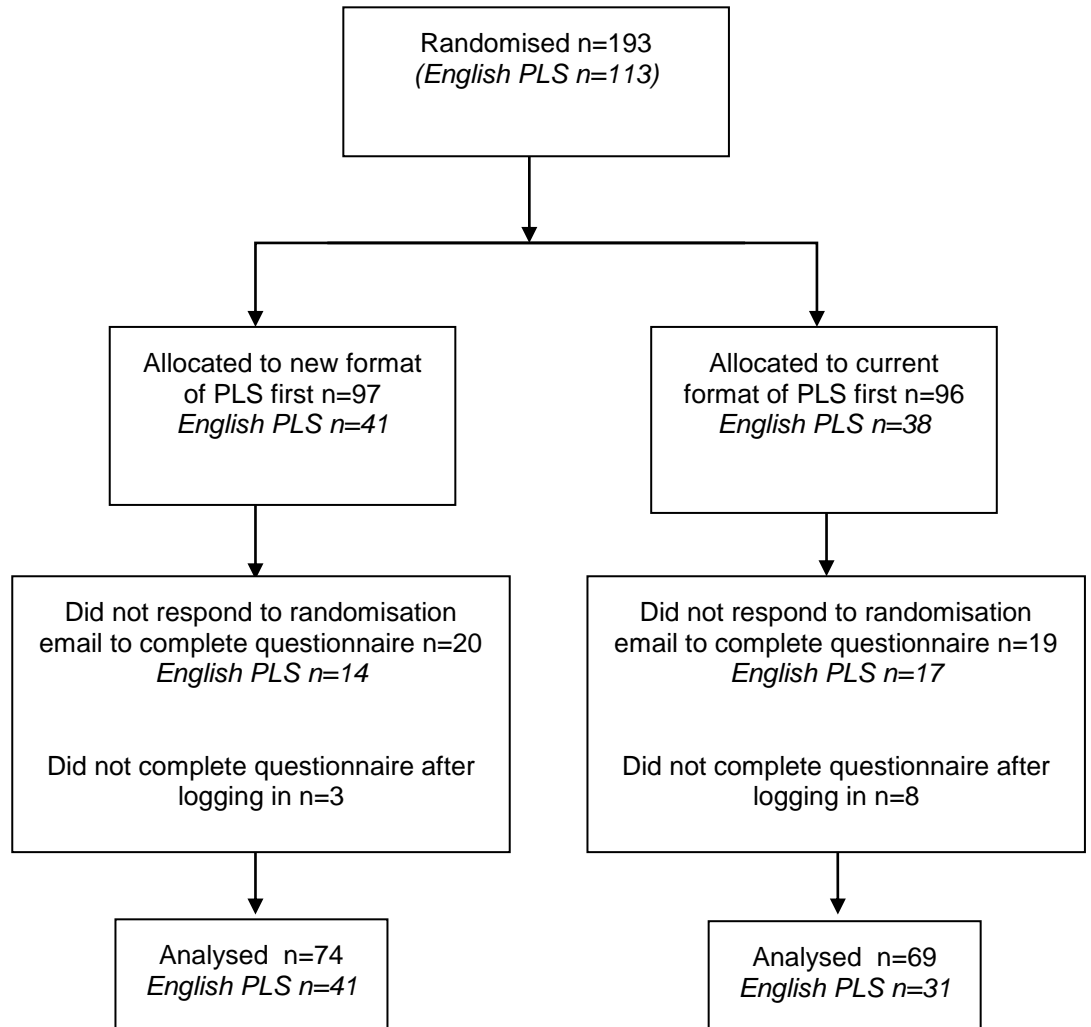 Randomised n=193
(English PLS n=113)
Allocated to new format
of PLS first n=97
English PLS n=41
Allocated to current
format of PLS first n=96
English PLS n=38
Did not respond to randomisation
email to complete questionnaire n=20
English PLS n=14
Did not complete questionnaire after
logging in n=3
Did not respond to randomisation
email to complete questionnaire n=19
English PLS n=17
Did not complete questionnaire after
logging in n=8
Analysed n=74
English PLS n=41
Analysed n=69
English PLS n=31